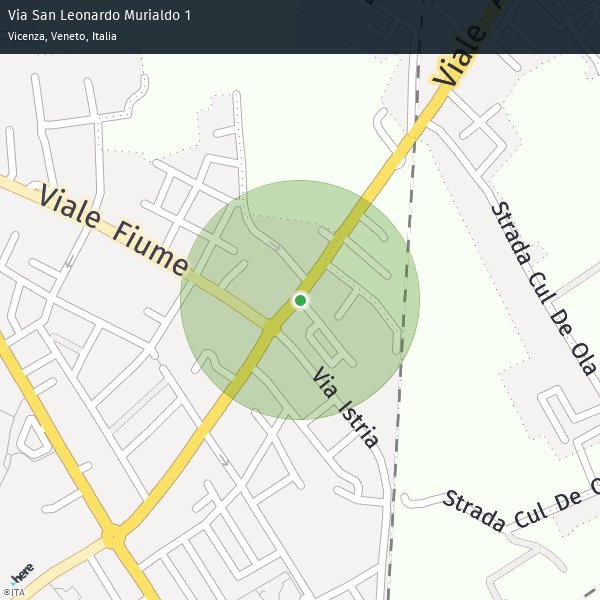 Via San Leonardo Murialdo 1
Vicenza, Veneto, Italia
Viale
Viale Fiume
Strada Cul De Ola
Via Istria
Strada Cul De
here
©ITA